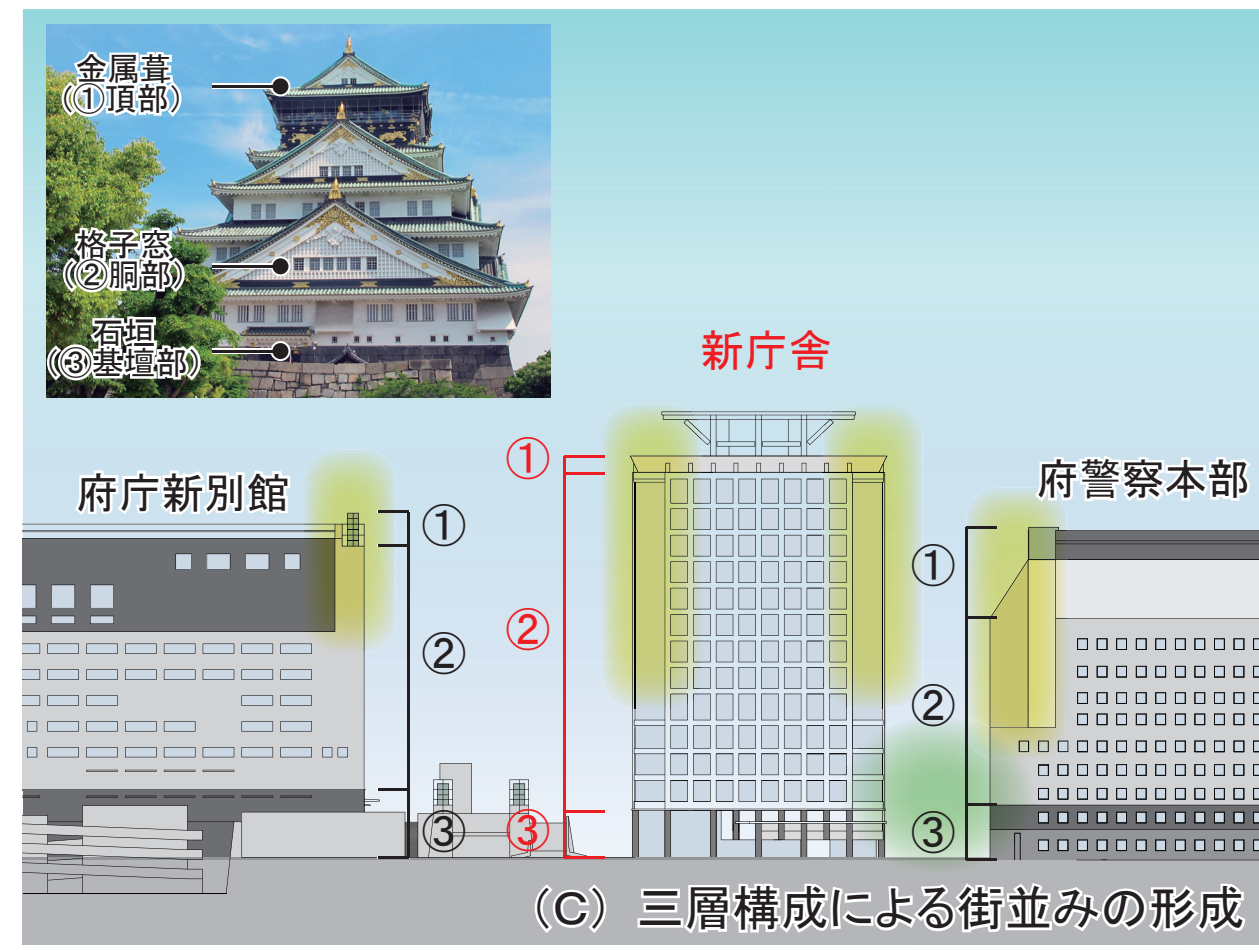 金属葺
(①頂部)
格子窓
(②胴部)
石垣
(③基壇部)
新庁舎
府庁新別館
府警察本部
①
②
③
①
②
③
①
②
③
(C) 三層構成による街並みの形成